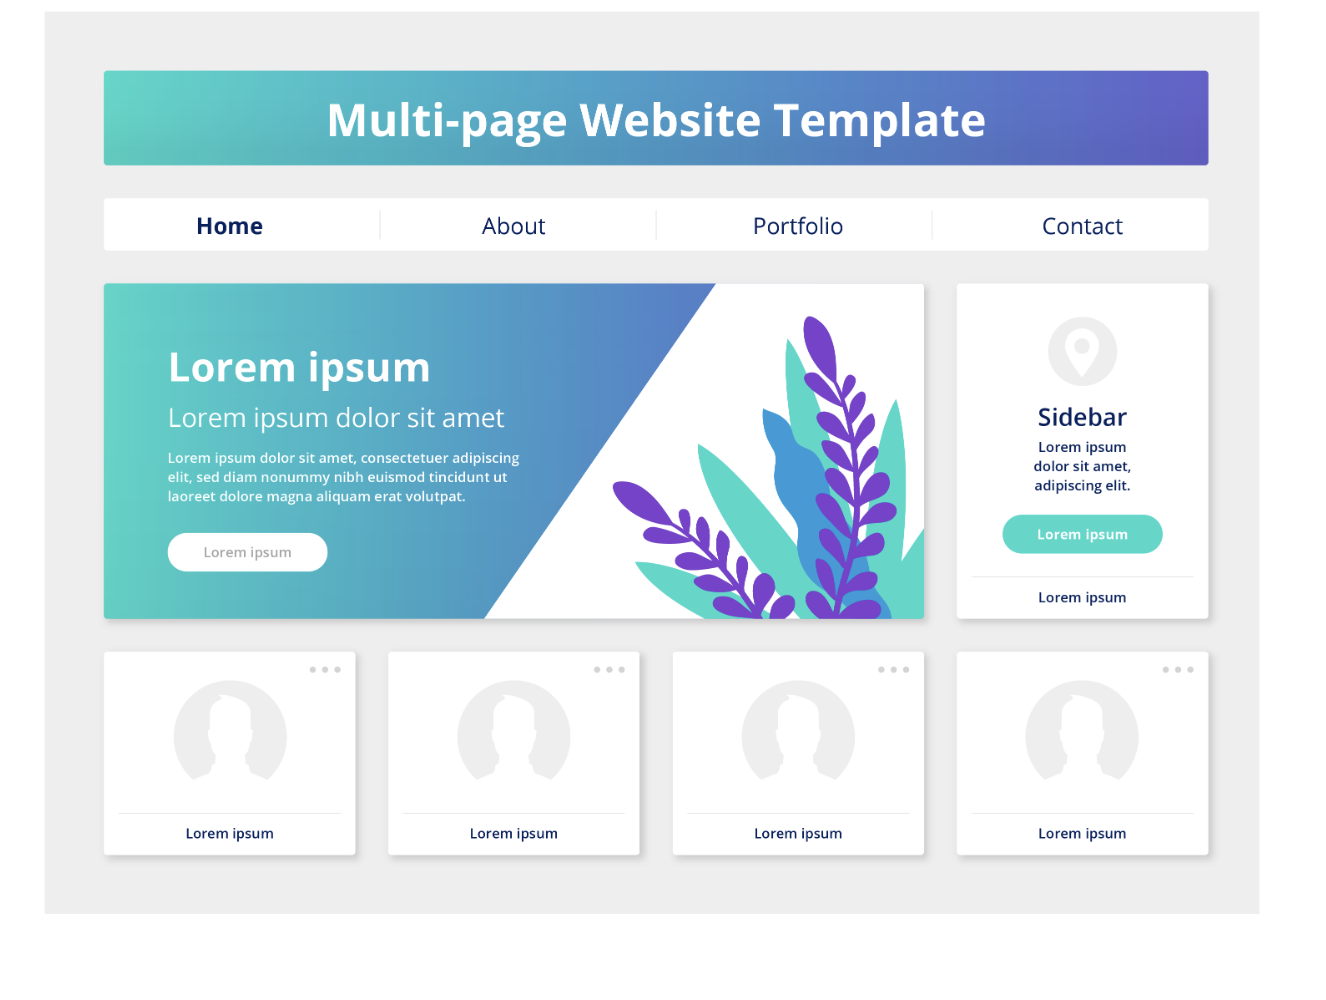 Multi-page Website Template
Home
About
Portfolio
Contact
Lorem ipsum
Lorem ipsum dolor sit amet
Lorem ipsum dolor sit amet, consectetuer adipiscing
elit, sed diam nonummy nibh euismod tincidunt ut
laoreet dolore magna aliquam erat volutpat.
Lorem ipsum
Sidebar
Lorem ipsum
dolor sit amet,
adipiscing elit.
Lorem ipsum
Lorem ipsum
Lorem ipsum
Lorem ipsum
Lorem ipsum
Lorem ipsum